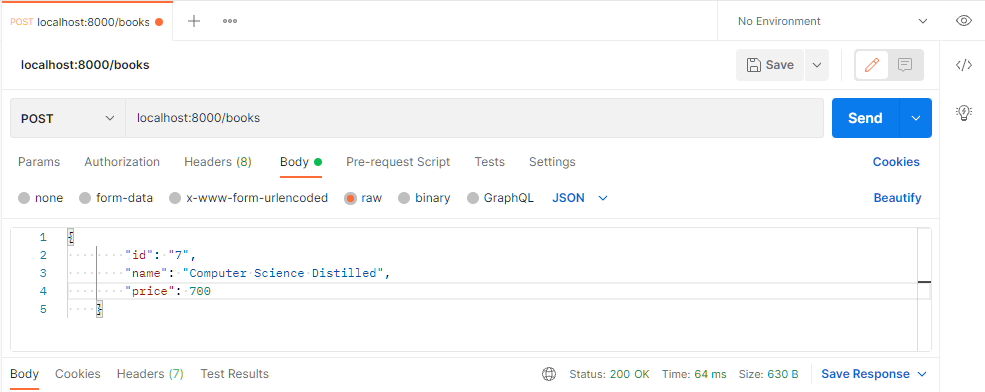 POST localhost:8000/books
No Environment
localhost:8000/books
Save
POST localhost:8000/books Send
Params Authorization Headers (8) Body Pre-request Script Tests Settings Cookies
none form-data x-www-form-urlencoded raw binary GraphQL JSON Beautify
1 {
2 "id": "7",
3 "name": "Computer Science Distilled",
4 "price": 700
5 }
Body Cookies Headers (7) Test Results Status: 200 OK Time: 64 ms Size: 630 B Save Response